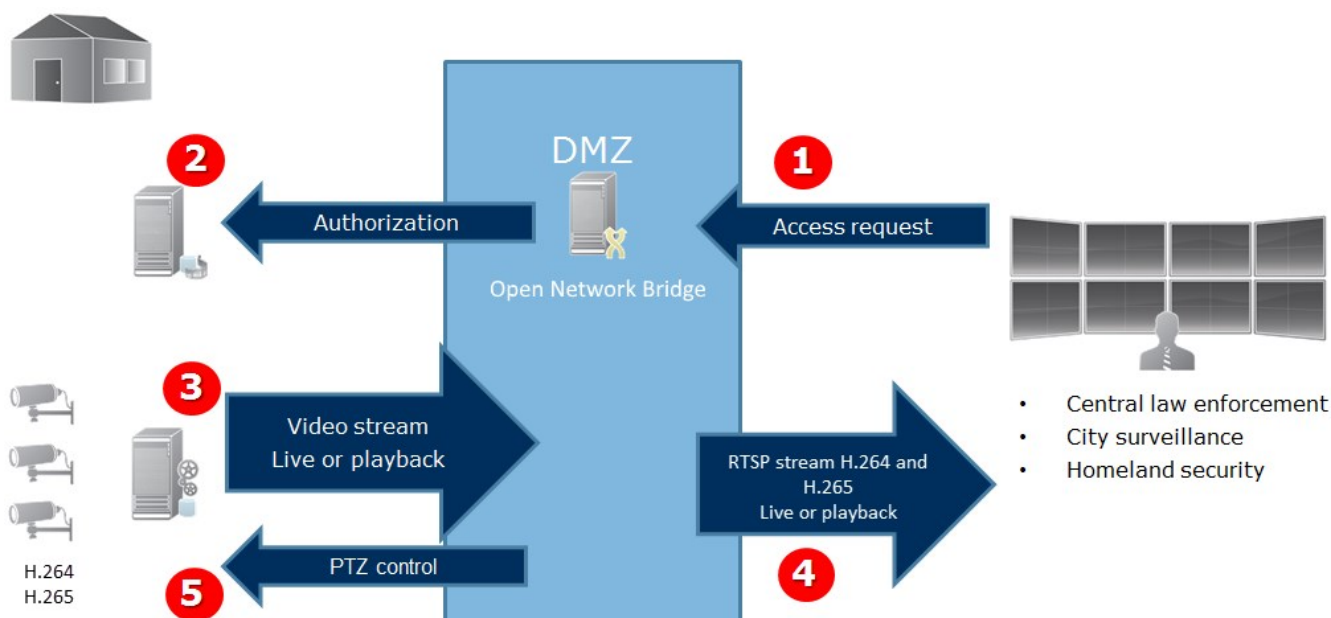 DMZ
1
2
Authorization
Access request
Open Network Bridge
3
Video stream
Live or playback
RTSP stream H.264 and
H.265
Live or playback
• Central law enforcement
• City surveillance
• Homeland security
PTZ control
4
5
H.264
H.265